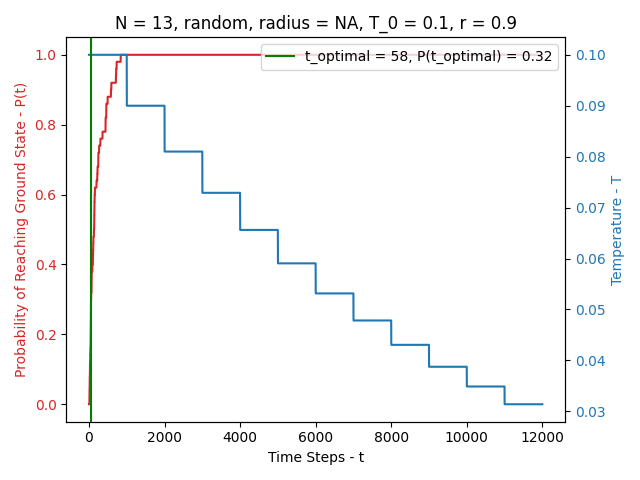 N = 13, random, radius = NA, T_0 = 0.1, r = 0.9
t_optimal = 58, P(t_optimal) = 0.32
Probability of Reaching Ground State - P(t)
1.0
0.8
0.6
0.4
0.2
0.0
0.10
0.09
0.08
0.07
0.06
0.05
0.04
0.03
Temperature - T
0 2000 4000 6000 8000 10000 12000
Time Steps - t